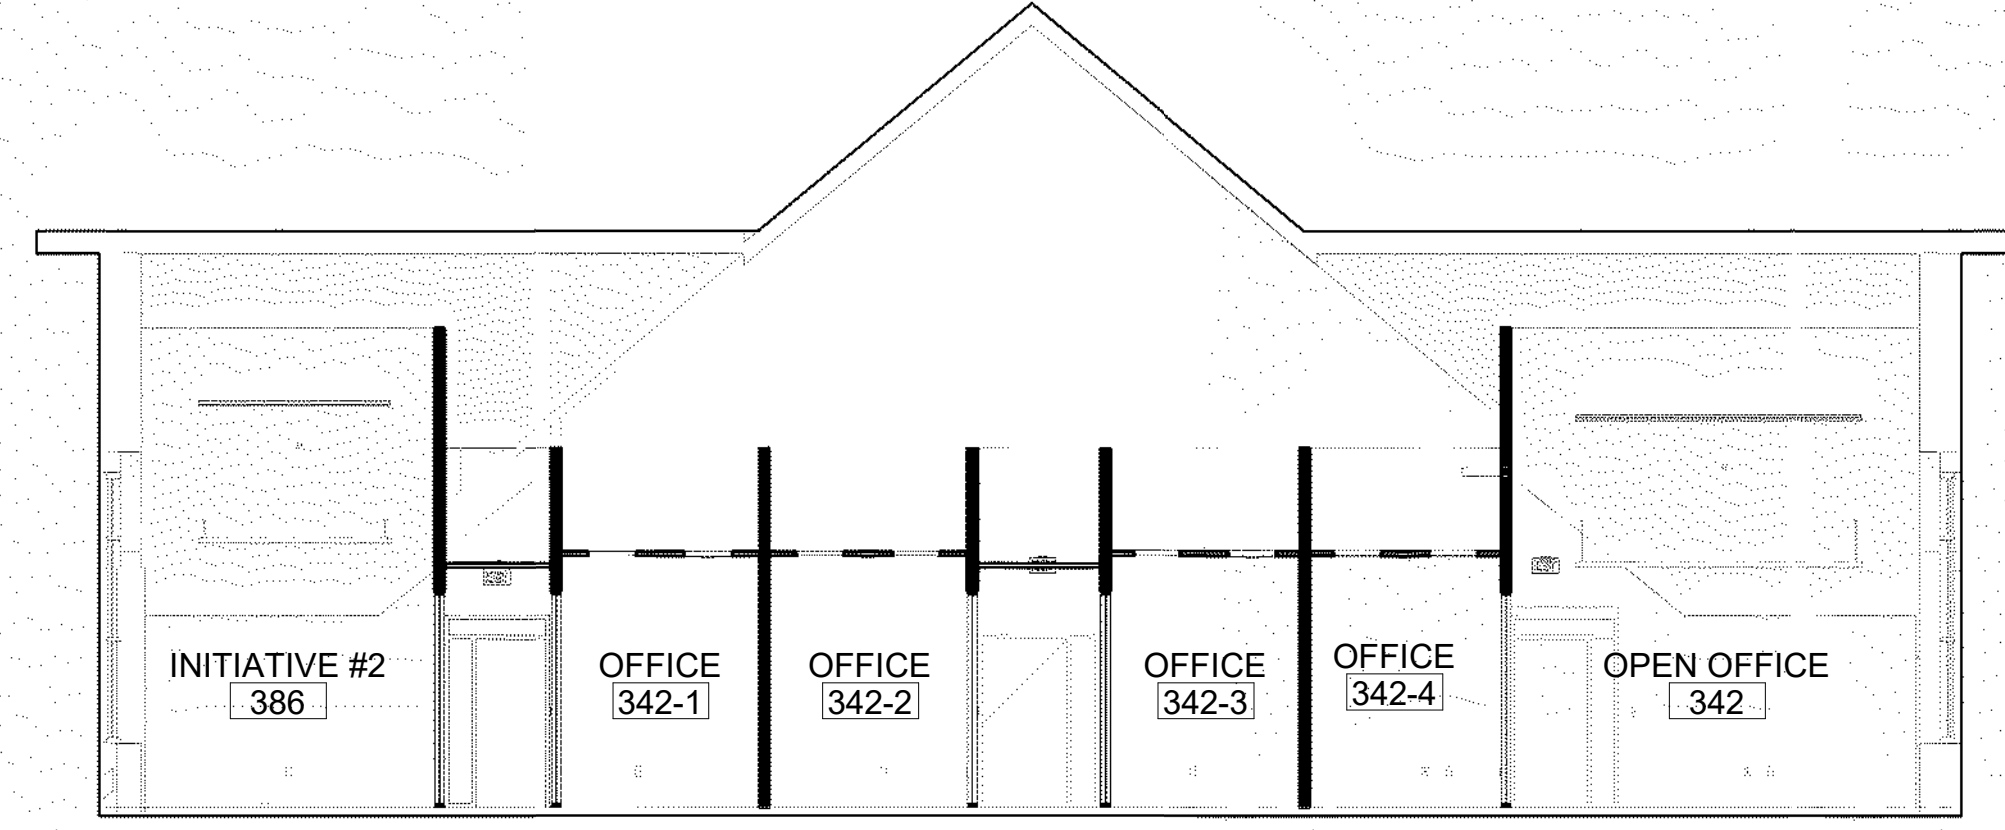 INITIATIVE #2
386
OFFICE
342-1
OFFICE
342-2
OFFICE
342-3
OFFICE
342-4
OPEN OFFICE
342